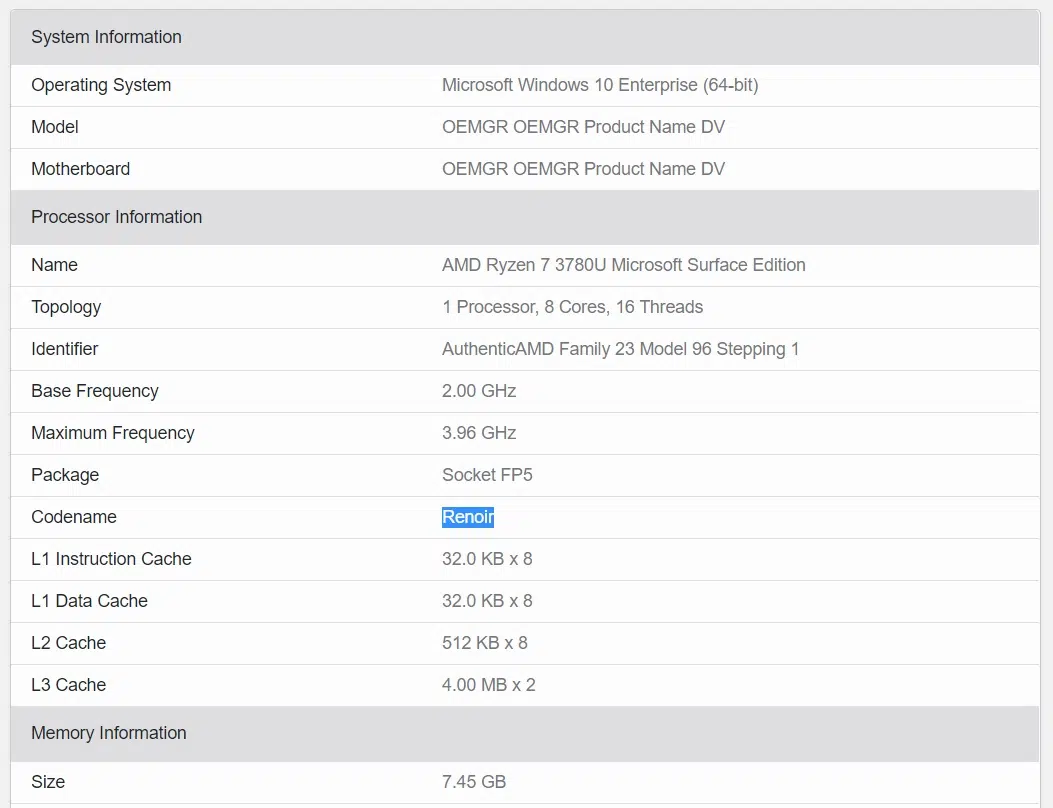 System Information
Operating System Microsoft Windows 10 Enterprise (64-bit)
Model OEMGR OEMGR Product Name DV
Motherboard OEMGR OEMGR Product Name DV
Processor Information
Name AMD Ryzen 7 3780U Microsoft Surface Edition
Topology 1 Processor, 8 Cores, 16 Threads
Identifier AuthenticAMD Family 23 Model 96 Stepping 1
Base Frequency 2.00 GHz
Maximum Frequency 3.96 GHz
Package Socket FP5
Codename Renoir
L1 Instruction Cache 32.0 KB x 8
L1 Data Cache 32.0 KB x 8
L2 Cache 512 KB x 8
L3 Cache 4.00 MB x 2
Memory Information
Size 7.45 GB